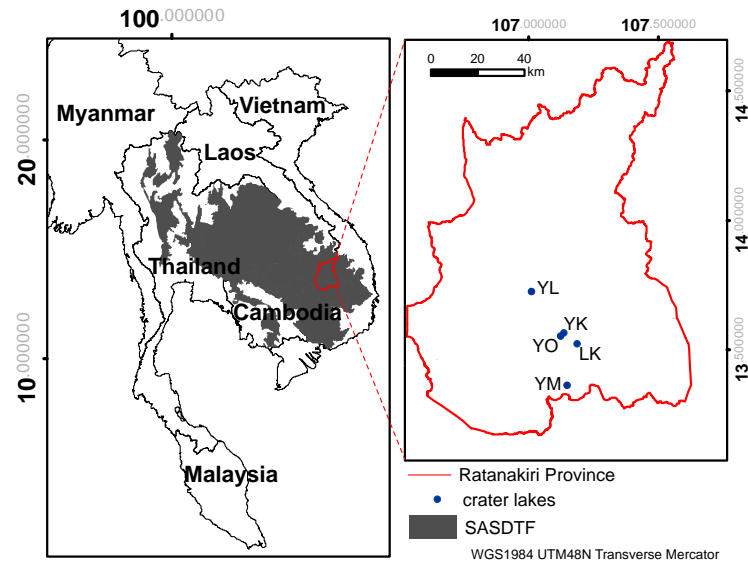 100.000000
20.000000
10.000000
Myanmar
Vietnam
Laos
Thailand
Cambodia
Malaysia
107.000000
107.500000
0 20 40
km
14.500000
14.000000
13.500000
YL
YK
YO
LK
YM
Ratanakiri Province
crater lakes
SASDTF
WGS1984 UTM48N Transverse Mercator